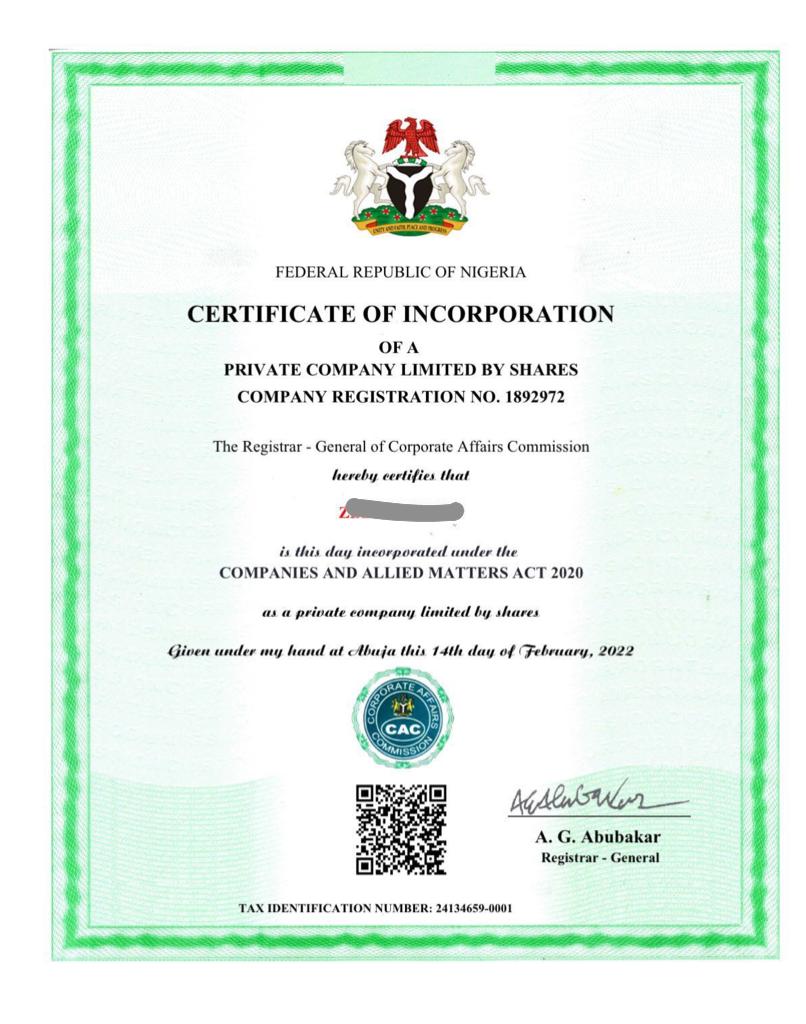 UNITY AND FAITH, PEACE AND PROGRESS
FEDERAL REPUBLIC OF NIGERIA
CERTIFICATE OF INCORPORATION
OF A
PRIVATE COMPANY LIMITED BY SHARES
COMPANY REGISTRATION NO. 1892972
The Registrar - General of Corporate Affairs Commission
hereby certifies that
is this day incorporated under the
COMPANIES AND ALLIED MATTERS ACT 2020
as a private company limited by shares
Given under my hand at Abuja this 14th day of February, 2022
CORPORATE AFFAIRS
CAC
COMMISSION
A. G. Abubakar
Registrar - General
TAX IDENTIFICATION NUMBER: 24134659-0001